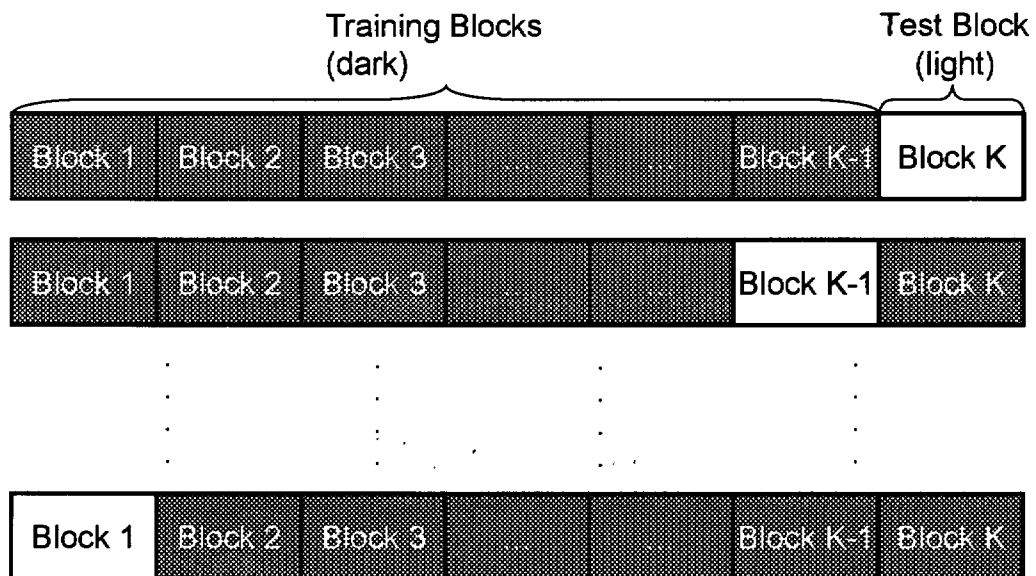 Training Blocks
(dark)
Test Block
(light)
Block 1 Block 2 Block 3 ... ... Block K-1 Block K
Block 1 Block 2 Block 3 Block K-1 Block K
Block 1 Block 2 Block 3 ... ... Block K-1 Block K